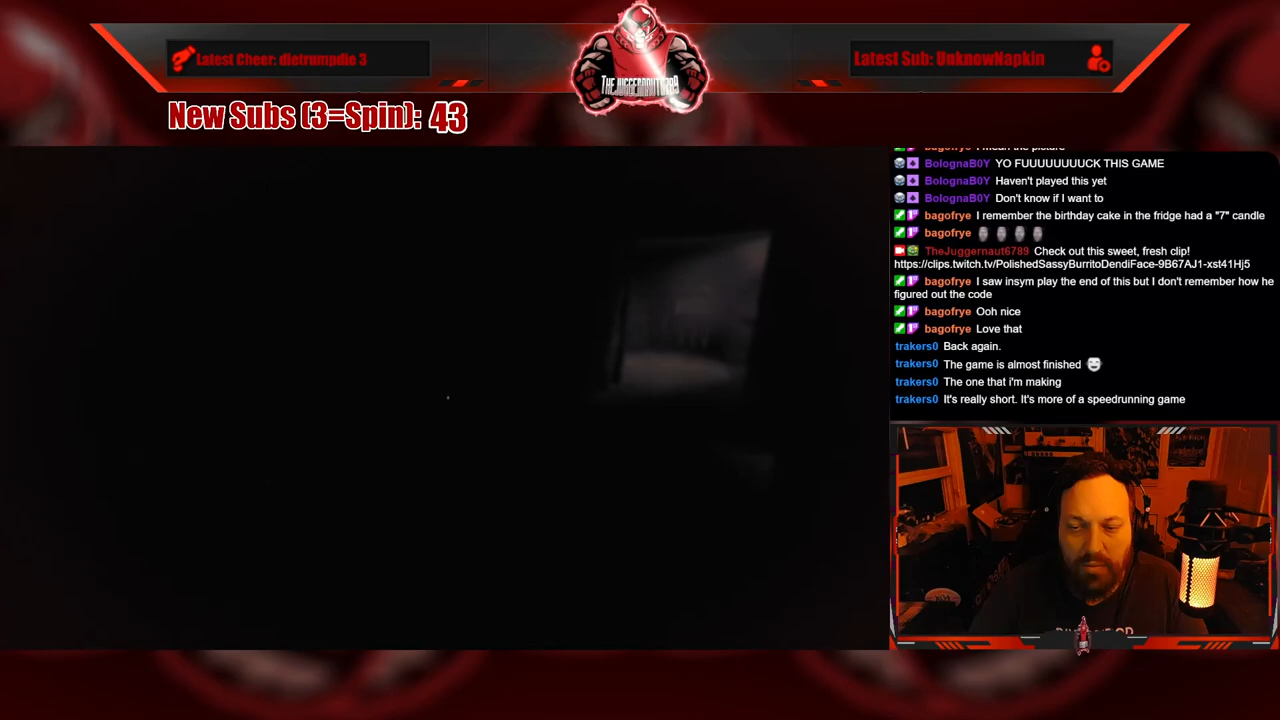 Latest Cheer: dietrumpdie 3
THEJUGGERNAUT6789
Latest Sub: UnknowNapkin
New Subs (3=Spin): 43
bagofrye I mean the picture
BolognaB0Y YO FUUUUUUUUCK THIS GAME
BolognaB0Y Haven't played this yet
BolognaB0Y Don't know if I want to
bagofrye I remember the birthday cake in the fridge had a "7" candle
bagofrye
TheJuggernaut6789 Check out this sweet, fresh clip!
https://clips.twitch.tv/PolishedSassyBurritoDendiFace-9B67AJ1-xst41Hj5
bagofrye I saw insym play the end of this but I don't remember how he
figured out the code
bagofrye Ooh nice
bagofrye Love that
trakers0 Back again.
trakers0 The game is almost finished
trakers0 The one that i'm making
trakers0 It's really short. It's more of a speedrunning game